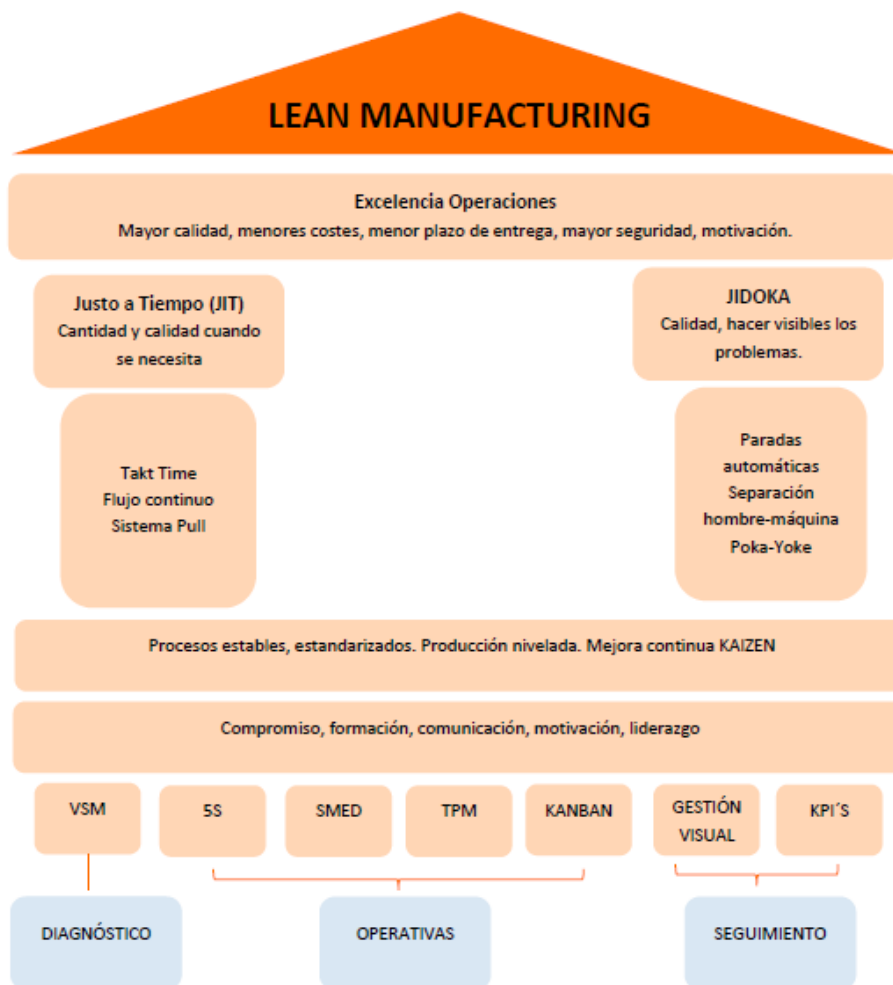 LEAN MANUFACTURING
Excelencia Operaciones
Mayor calidad, menores costes, menor plazo de entrega, mayor seguridad, motivación.
Justo a Tiempo (JIT)
Cantidad y calidad cuando
se necesita
JIDOKA
Calidad, hacer visibles los
problemas.
Takt Time
Flujo continuo
Sistema Pull
Paradas
automáticas
Separación
hombre-máquina
Poka-Yoke
Procesos estables, estandarizados. Producción nivelada. Mejora continua KAIZEN
Compromiso, formación, comunicación, motivación, liderazgo
VSM
5S
SMED
TPM
KANBAN
GESTIÓN
VISUAL
KPI´S
DIAGNÓSTICO
OPERATIVAS
SEGUIMIENTO